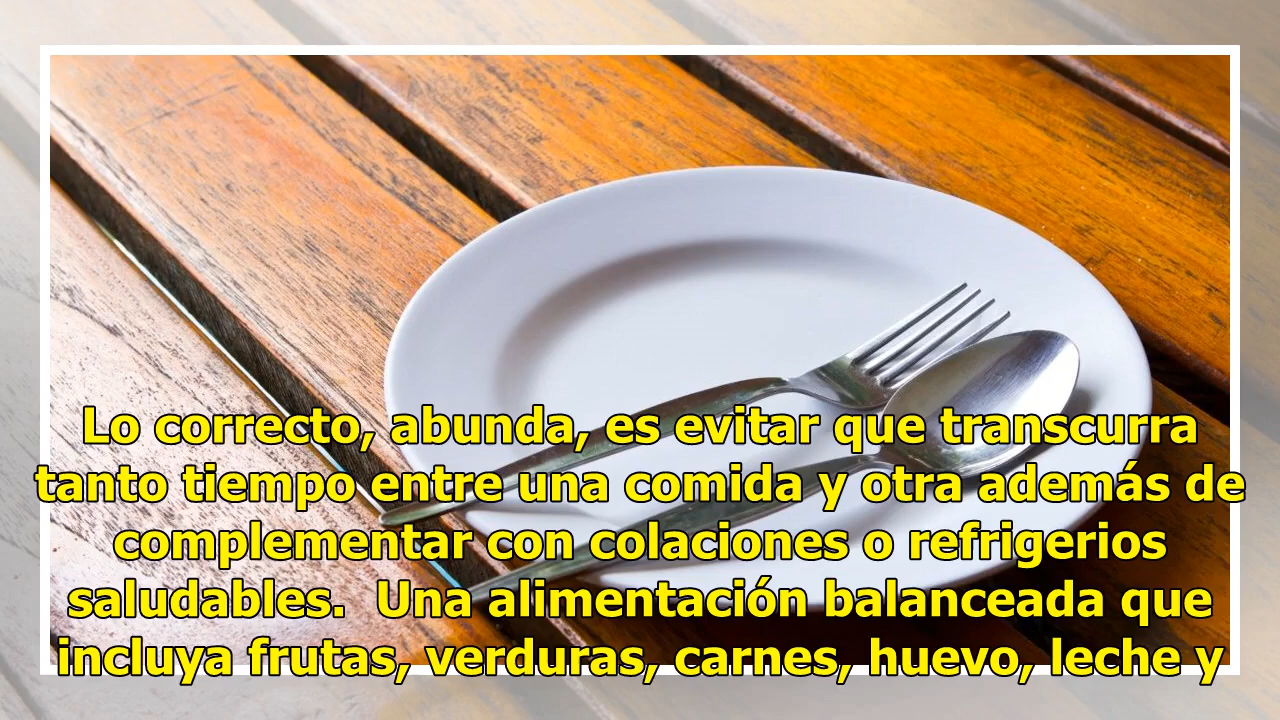 Lo correcto, abunda, es evitar que transcurra
tanto tiempo entre una comida y otra además de
complementar con colaciones o refrigerios
saludables.  Una alimentación balanceada que
incluya frutas, verduras, carnes, huevo, leche y